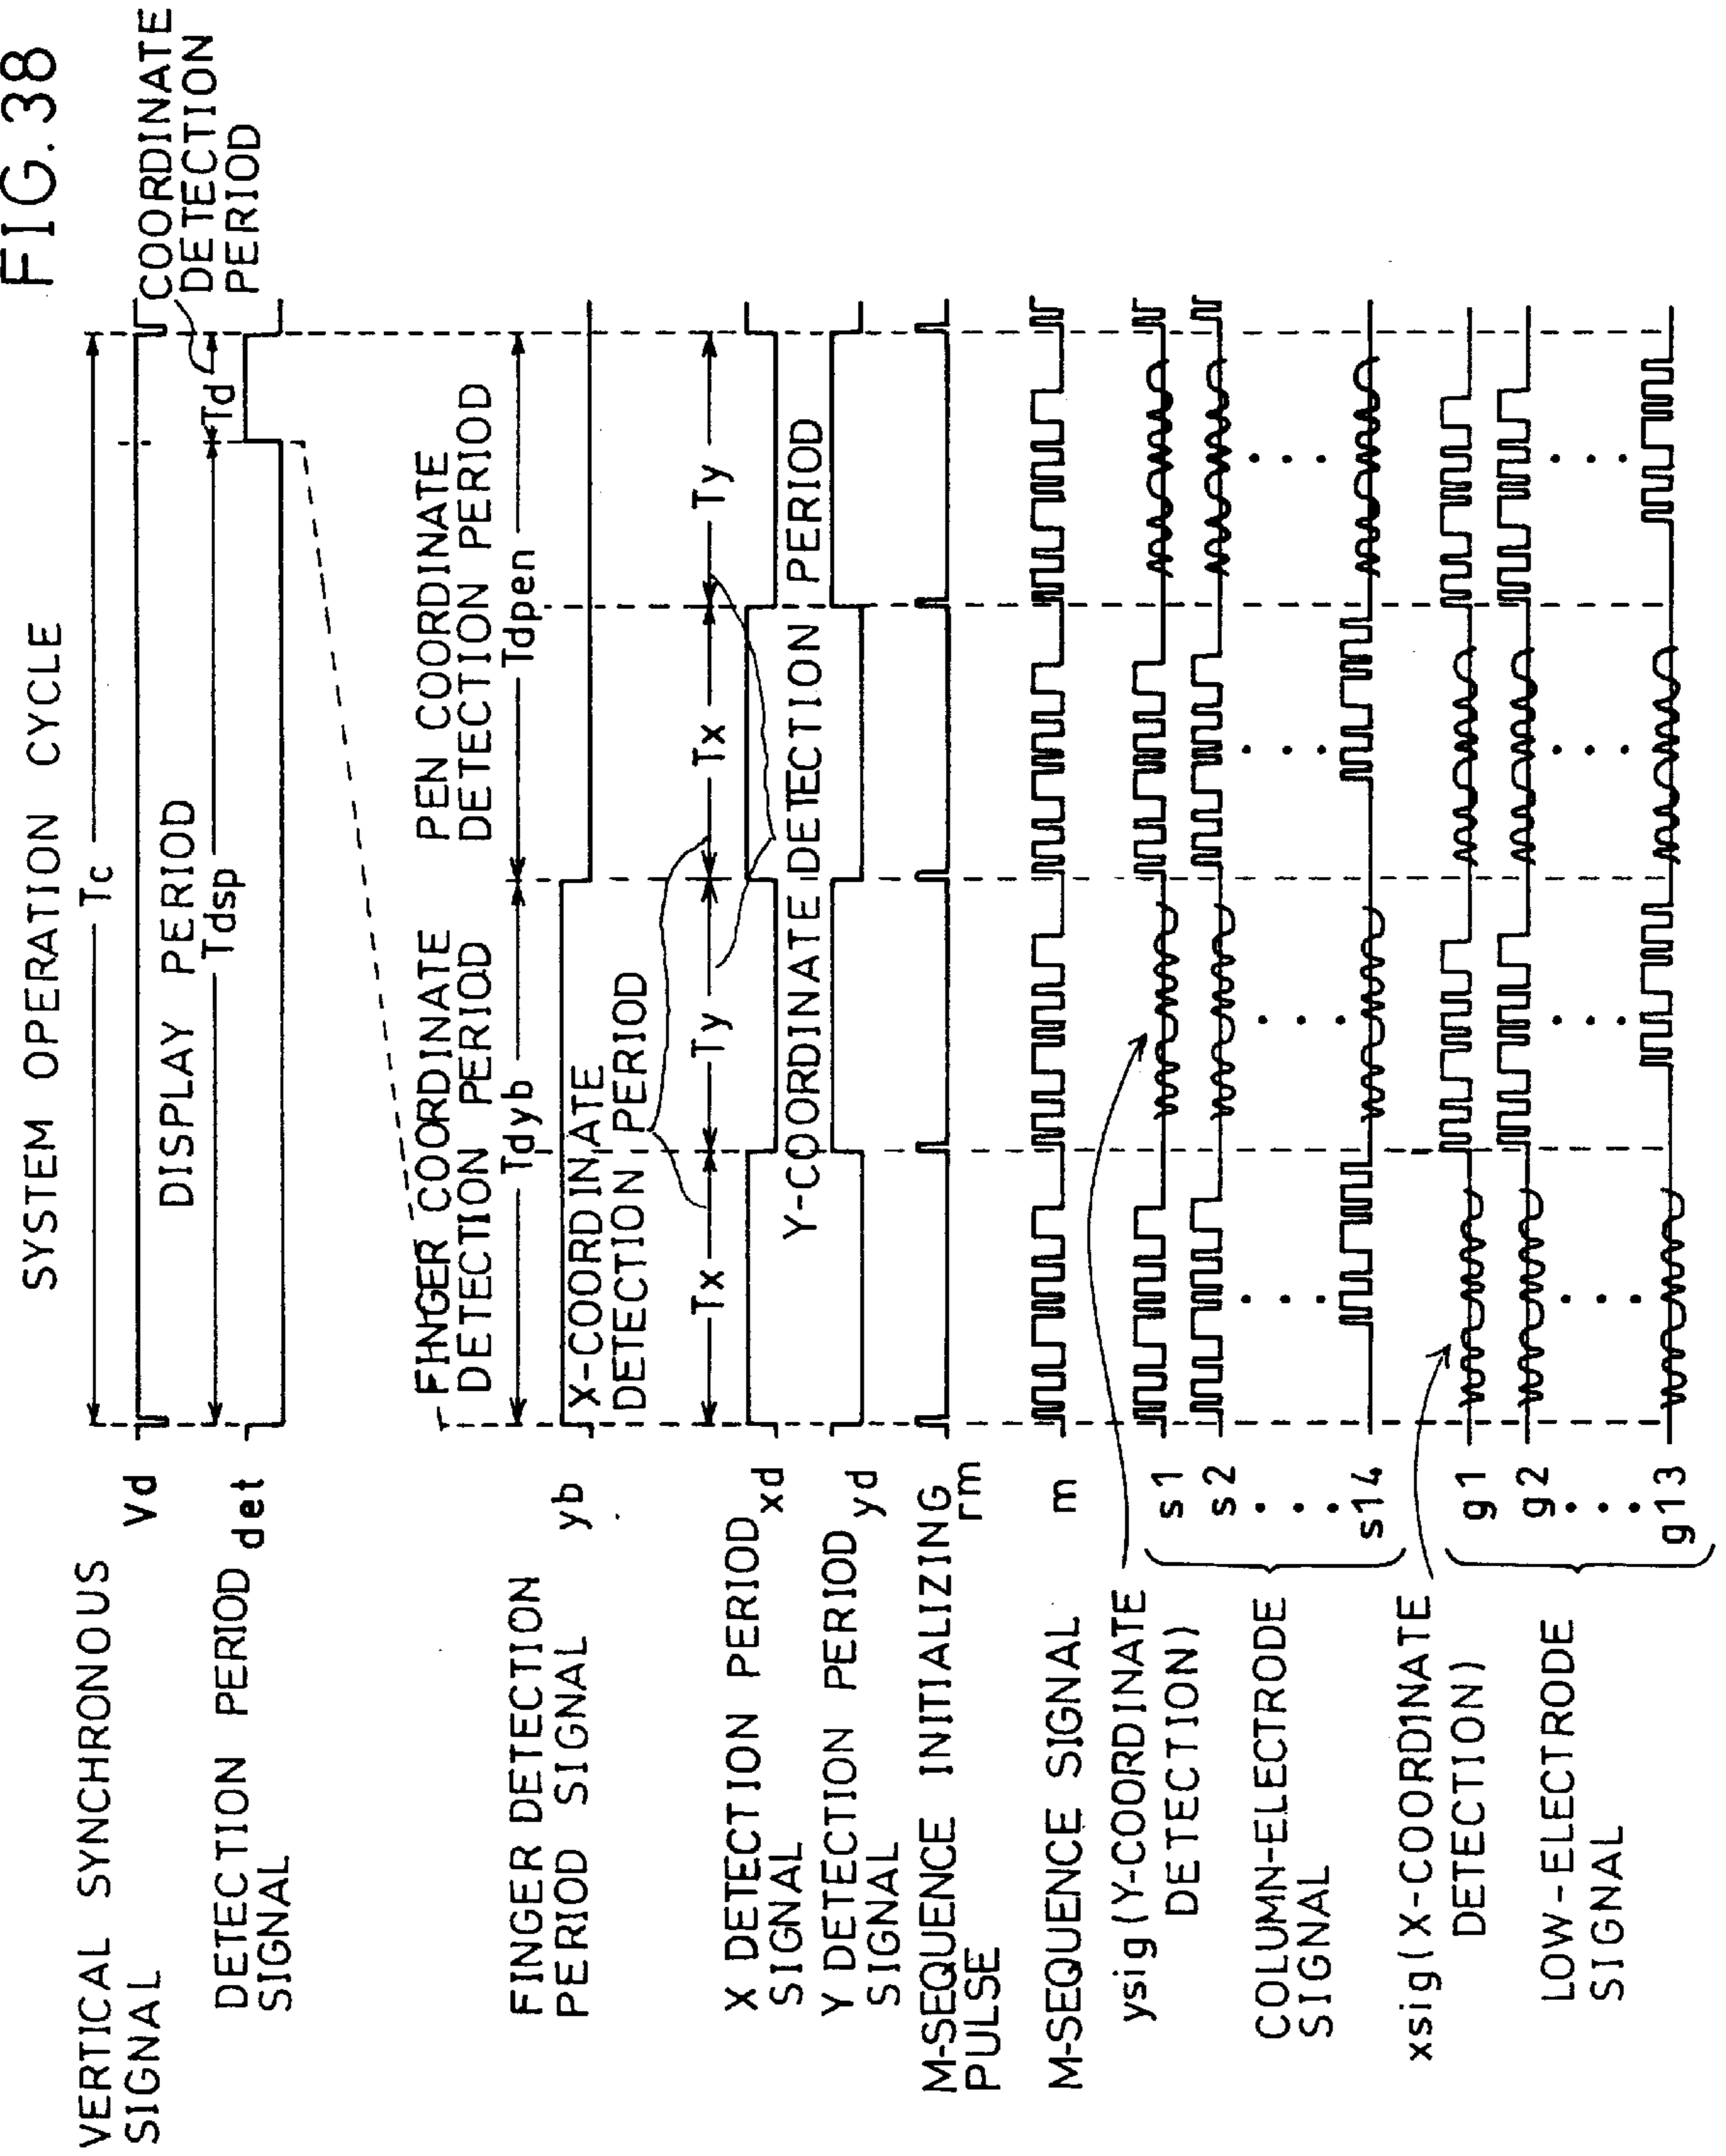 FIG. 38
SYSTEM OPERATION CYCLE
Tc
VERTICAL SYNCHRONOUS
SIGNAL
Vd
COORDINATE
DETECTION
PERIOD
DISPLAY PERIOD
Tdsp
Td
DETECTION PERIOD
SIGNAL
det
FINGER COORDINATE
DETECTION PERIOD
PEN COORDINATE
DETECTION PERIOD
Tdyb
Tdpen
FINGER DETECTION
PERIOD SIGNAL
yb
X-COORDINATE
DETECTION PERIOD
Tx
Ty
Tx
Ty
X DETECTION PERIOD
SIGNAL
xd
Y-COORDINATE DETECTION PERIOD
Y DETECTION PERIOD
SIGNAL
yd
M-SEQUENCE INITIALIZING
PULSE
rm
M-SEQUENCE SIGNAL
m
ysig(Y-COORDINATE
DETECTION)
s1
s2
COLUMN-ELECTRODE
SIGNAL
s14
xsig(X-COORDINATE
DETECTION)
g1
g2
LOW-ELECTRODE
SIGNAL
g13